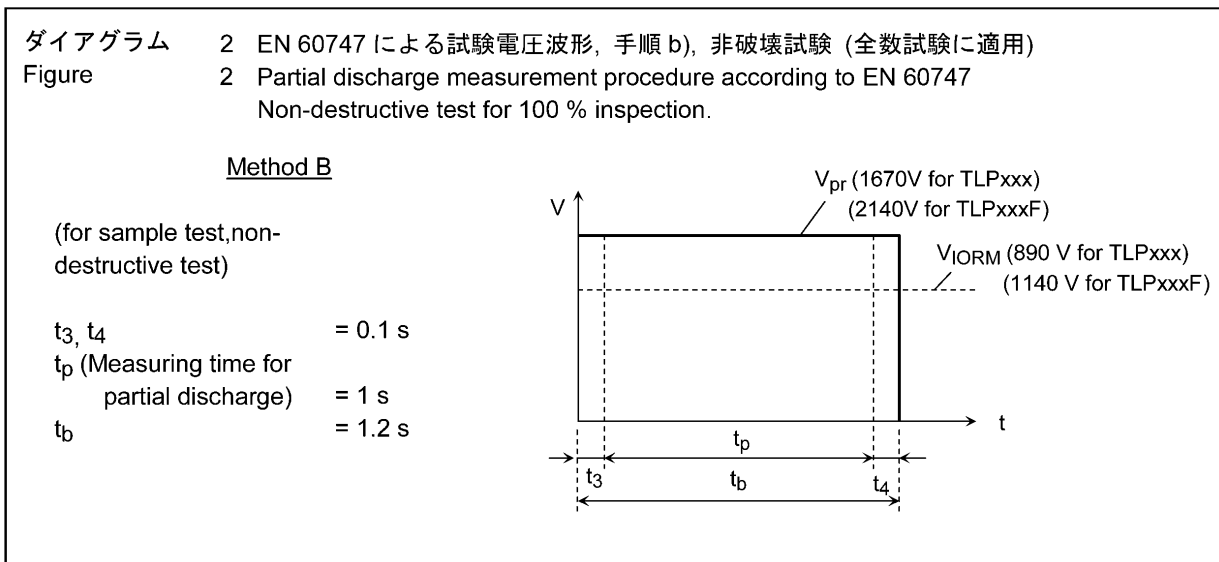 ダイアグラム 2 EN 60747 による試験電圧波形, 手順 b), 非破壊試験 (全数試験に適用)
Figure 2 Partial discharge measurement procedure according to EN 60747
Non-destructive test for 100 % inspection.
Method B
(for sample test,non-
destructive test)
t3, t4 = 0.1 s
tp (Measuring time for
partial discharge) = 1 s
tb = 1.2 s
V
Vpr (1670V for TLPxxx)
(2140V for TLPxxxF)
VIORM (890 V for TLPxxx)
(1140 V for TLPxxxF)
t
tp
t3 tb t4